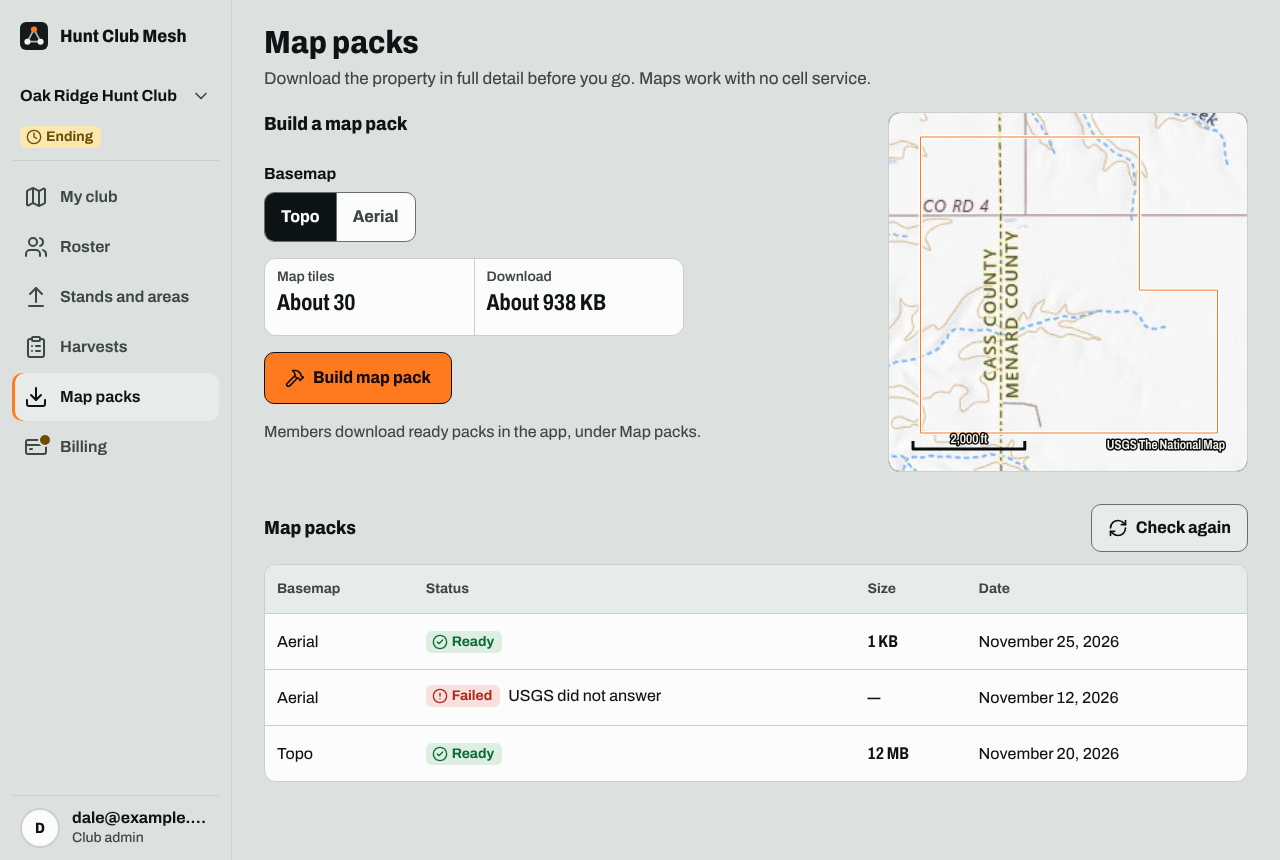 Hunt Club Mesh
Oak Ridge Hunt Club
Ending
My club
Roster
Stands and areas
Harvests
Map packs
Billing
dale@example....
Club admin
D
Map packs
Download the property in full detail before you go. Maps work with no cell service.
Build a map pack
Basemap
Topo
Aerial
Map tiles
About 30
Download
About 938 KB
Build map pack
Members download ready packs in the app, under Map packs.
CO RD 4
CASS COUNTY
MENARD COUNTY
2,000 ft
USGS The National Map
Map packs
Check again
Basemap Status Size Date
Aerial Ready 1 KB November 25, 2026
Aerial Failed USGS did not answer — November 12, 2026
Topo Ready 12 MB November 20, 2026